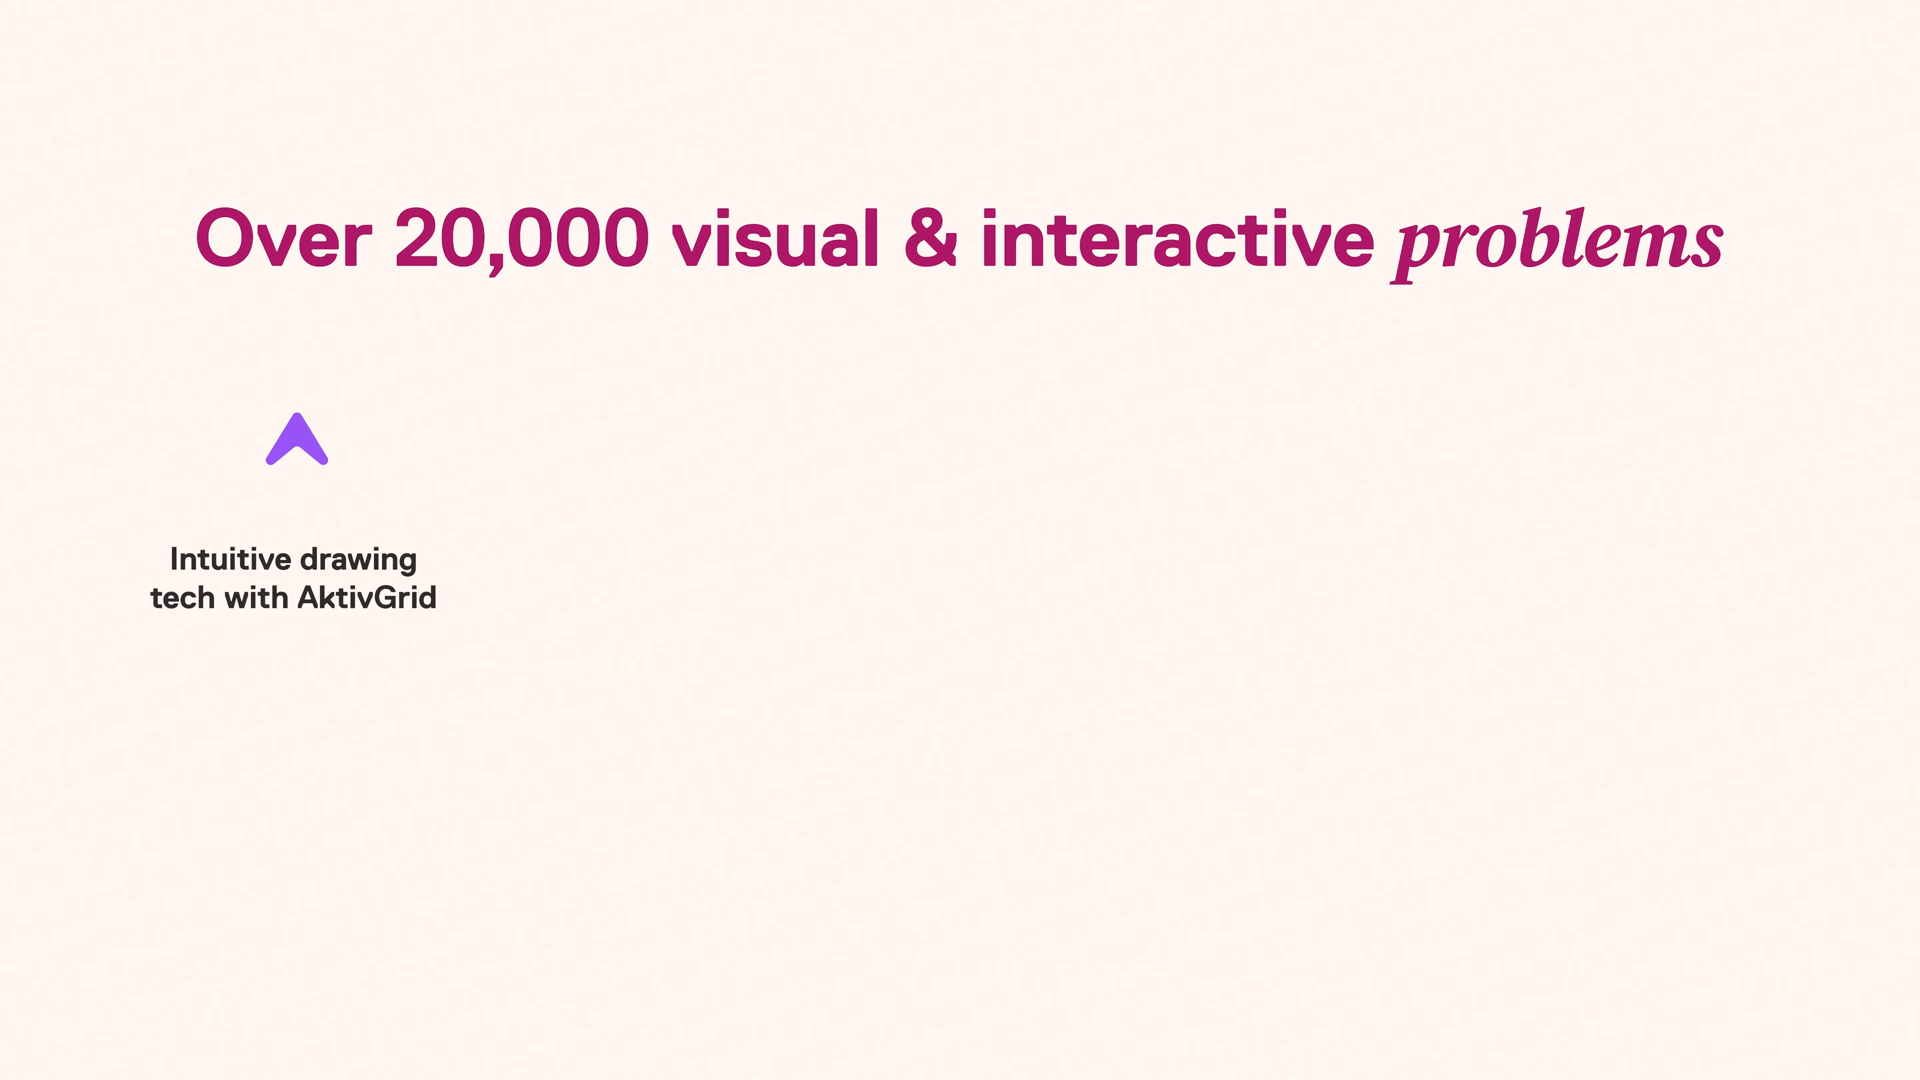 Over 20,000 visual & interactive problems
Intuitive drawing
tech with AktivGrid